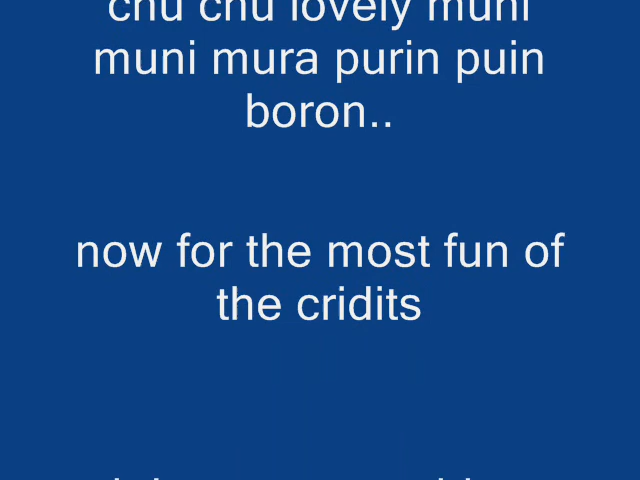 chu chu lovely muni
muni mura purin puin
boron..
now for the most fun of
the cridits